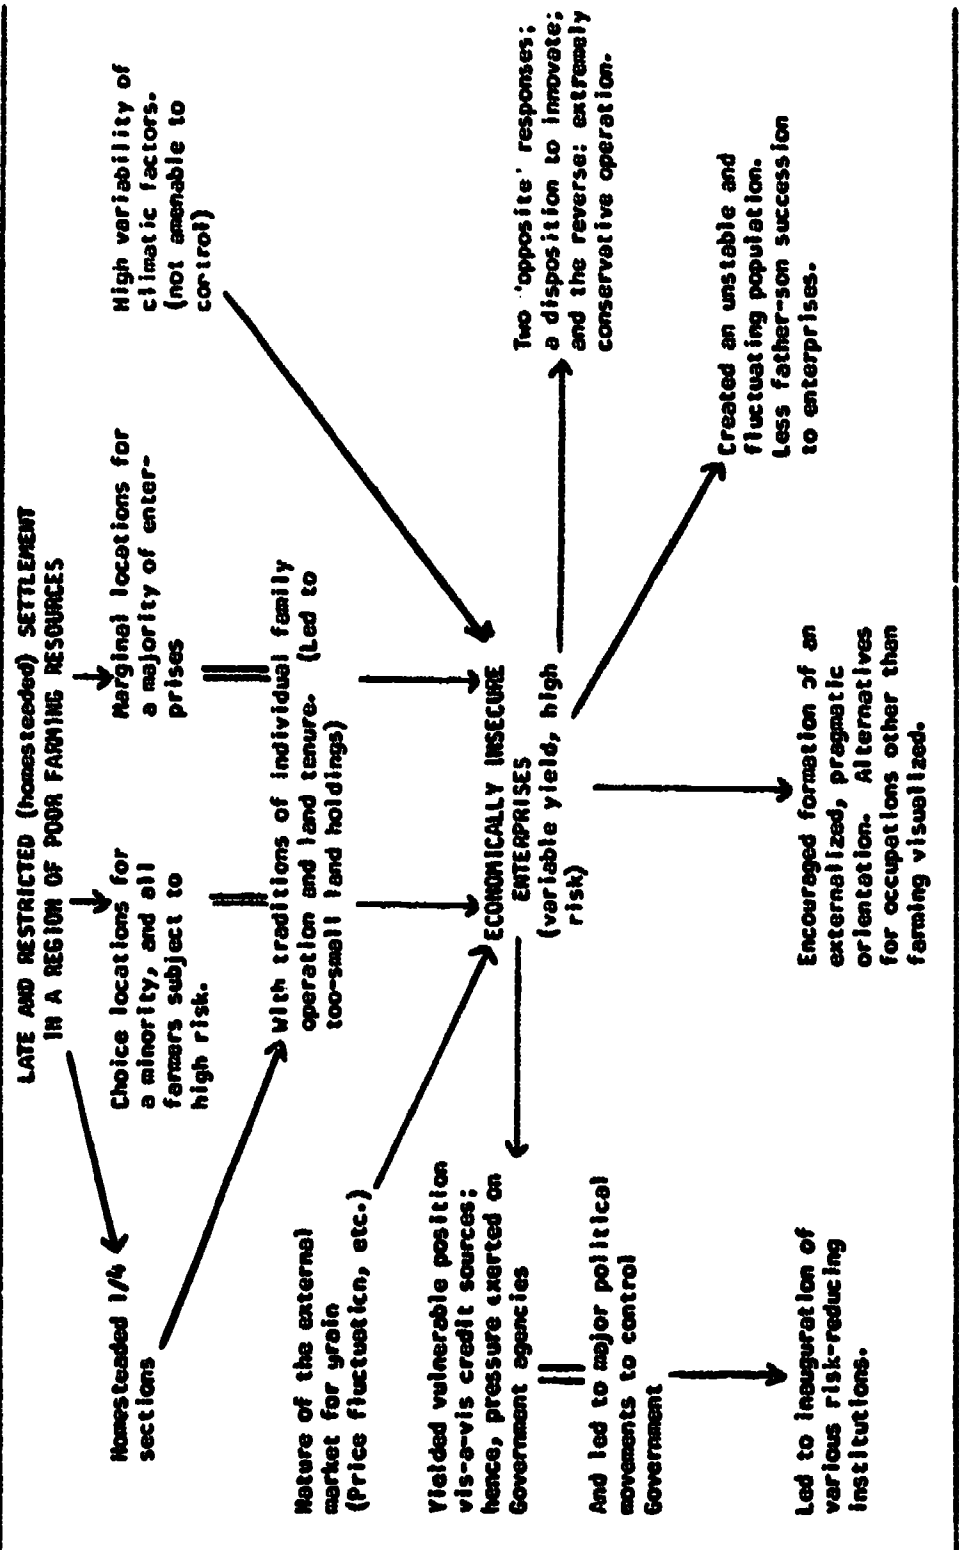 LATE AND RESTRICTED (homesteaded) SETTLEMENT
IN A REGION OF POOR FARMING RESOURCES
Homesteaded 1/4
sections
Choice locations for
a minority, and all
farmers subject to
high risk.
Marginal locations for
a majority of enter-
prises
High variability of
climatic factors.
(not amenable to
control)
With traditions of individual family
operation and land tenure. (Led to
too-small land holdings)
Nature of the external
market for grain
(Price fluctuation, etc.)
ECONOMICALLY INSECURE
ENTERPRISES
(variable yield, high
risk)
Yielded vulnerable position
vis-a-vis credit sources;
hence, pressure exerted on
Government agencies
And led to major political
movements to control
Government
Led to inauguration of
various risk-reducing
institutions.
Encouraged formation of an
externalized, pragmatic
orientation. Alternatives
for occupations other than
farming visualized.
Created an unstable and
fluctuating population.
Less father-son succession
to enterprises.
Two 'opposite' responses;
a disposition to innovate;
and the reverse: extremely
conservative operation.